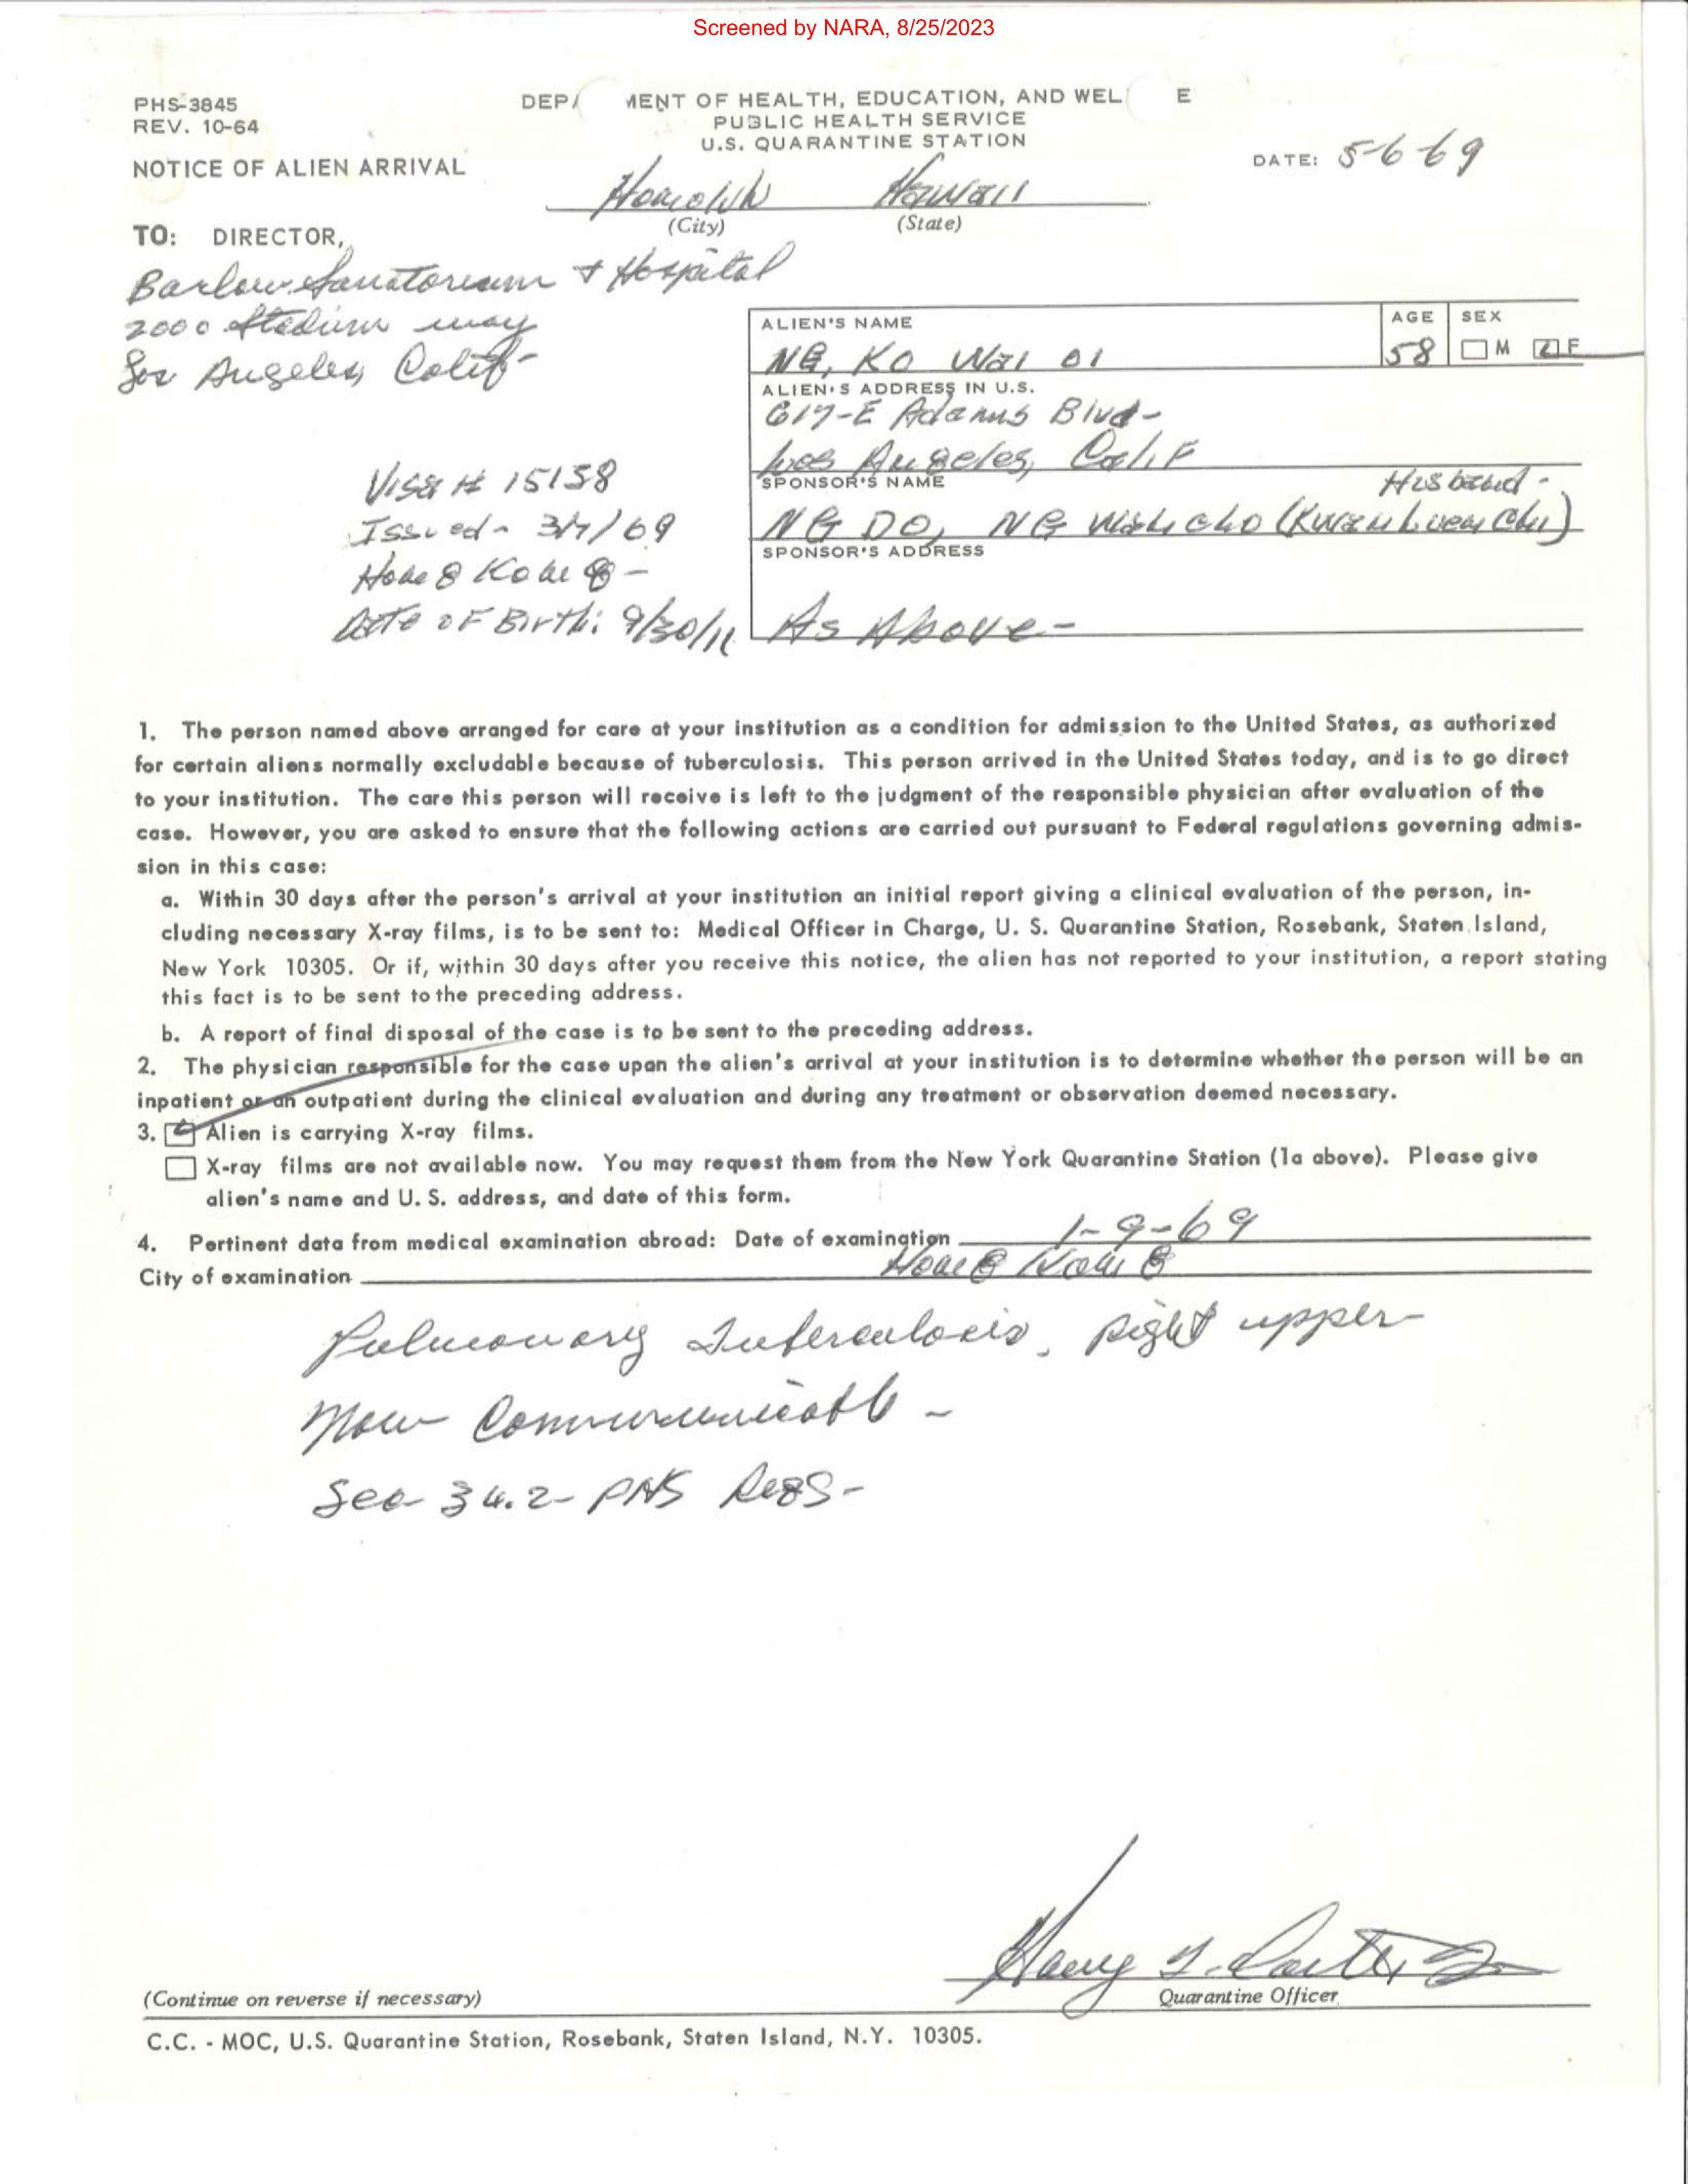 Screened by NARA, 8/25/2023
PHS-3845
REV. 10-64
DEPA MENT OF HEALTH, EDUCATION, AND WEL E
PUBLIC HEALTH SERVICE
U.S. QUARANTINE STATION
NOTICE OF ALIEN ARRIVAL
DATE: 5-6-69
Honolulu Hawaii
(City) (State)
TO: DIRECTOR,
Barlow Sanatorium & Hospital
2000 Stadium way
Los Angeles, Calif-
ALIEN'S NAME
AGE SEX
NG, KO Wai 01
58 M F
ALIEN'S ADDRESS IN U.S.
617-E Adams Blvd-
Los Angeles, Calif
SPONSOR'S NAME
Husband-
NG DO, NG
SPONSOR'S ADDRESS
As Above-
Visa # 15158
Issued- 3/7/69
Date of Birth: 9/30/11
1. The person named above arranged for care at your institution as a condition for admission to the United States, as authorized
for certain aliens normally excludable because of tuberculosis. This person arrived in the United States today, and is to go direct
to your institution. The care this person will receive is left to the judgment of the responsible physician after evaluation of the
case. However, you are asked to ensure that the following actions are carried out pursuant to Federal regulations governing admis-
sion in this case:
a. Within 30 days after the person's arrival at your institution an initial report giving a clinical evaluation of the person, in-
cluding necessary X-ray films, is to be sent to: Medical Officer in Charge, U. S. Quarantine Station, Rosebank, Staten Island,
New York 10305. Or if, within 30 days after you receive this notice, the alien has not reported to your institution, a report stating
this fact is to be sent to the preceding address.
b. A report of final disposal of the case is to be sent to the preceding address.
2. The physician responsible for the case upon the alien's arrival at your institution is to determine whether the person will be an
inpatient or an outpatient during the clinical evaluation and during any treatment or observation deemed necessary.
3. Alien is carrying X-ray films.
X-ray films are not available now. You may request them from the New York Quarantine Station (1a above). Please give
alien's name and U. S. address, and date of this form.
4. Pertinent data from medical examination abroad: Date of examination 1-9-69
City of examination
Pulmonary Tuberculosis, right upper-
Sec 34.2- PHS Regs-
Quarantine Officer
(Continue on reverse if necessary)
C.C. - MOC, U.S. Quarantine Station, Rosebank, Staten Island, N.Y. 10305.